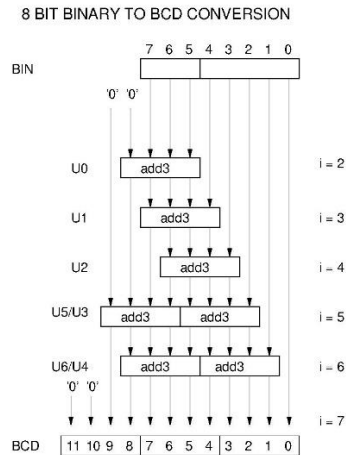 8 BIT BINARY TO BCD CONVERSION
7 6 5 4 3 2 1 0
BIN
'0' '0'
U0 add3 i = 2
U1 add3 i = 3
U2 add3 i = 4
U5/U3 add3 add3 i = 5
U6/U4 add3 add3 i = 6
'0' '0'
i = 7
BCD 11 10 9 8 7 6 5 4 3 2 1 0